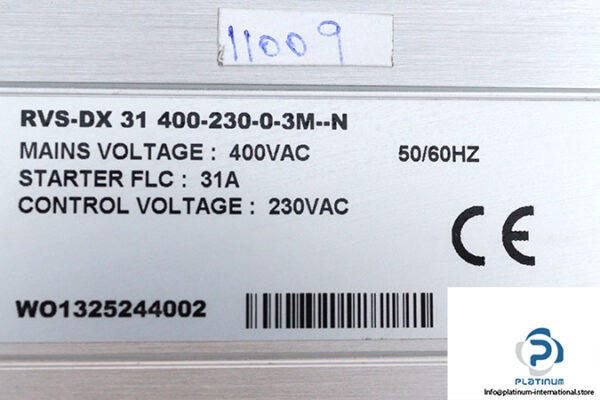 11009
RVS-DX 31 400-230-0-3M--N
MAINS VOLTAGE : 400VAC 50/60HZ
STARTER FLC : 31A
CONTROL VOLTAGE : 230VAC
CE
WO1325244002
PLATINUM
Info@platinum-international.store